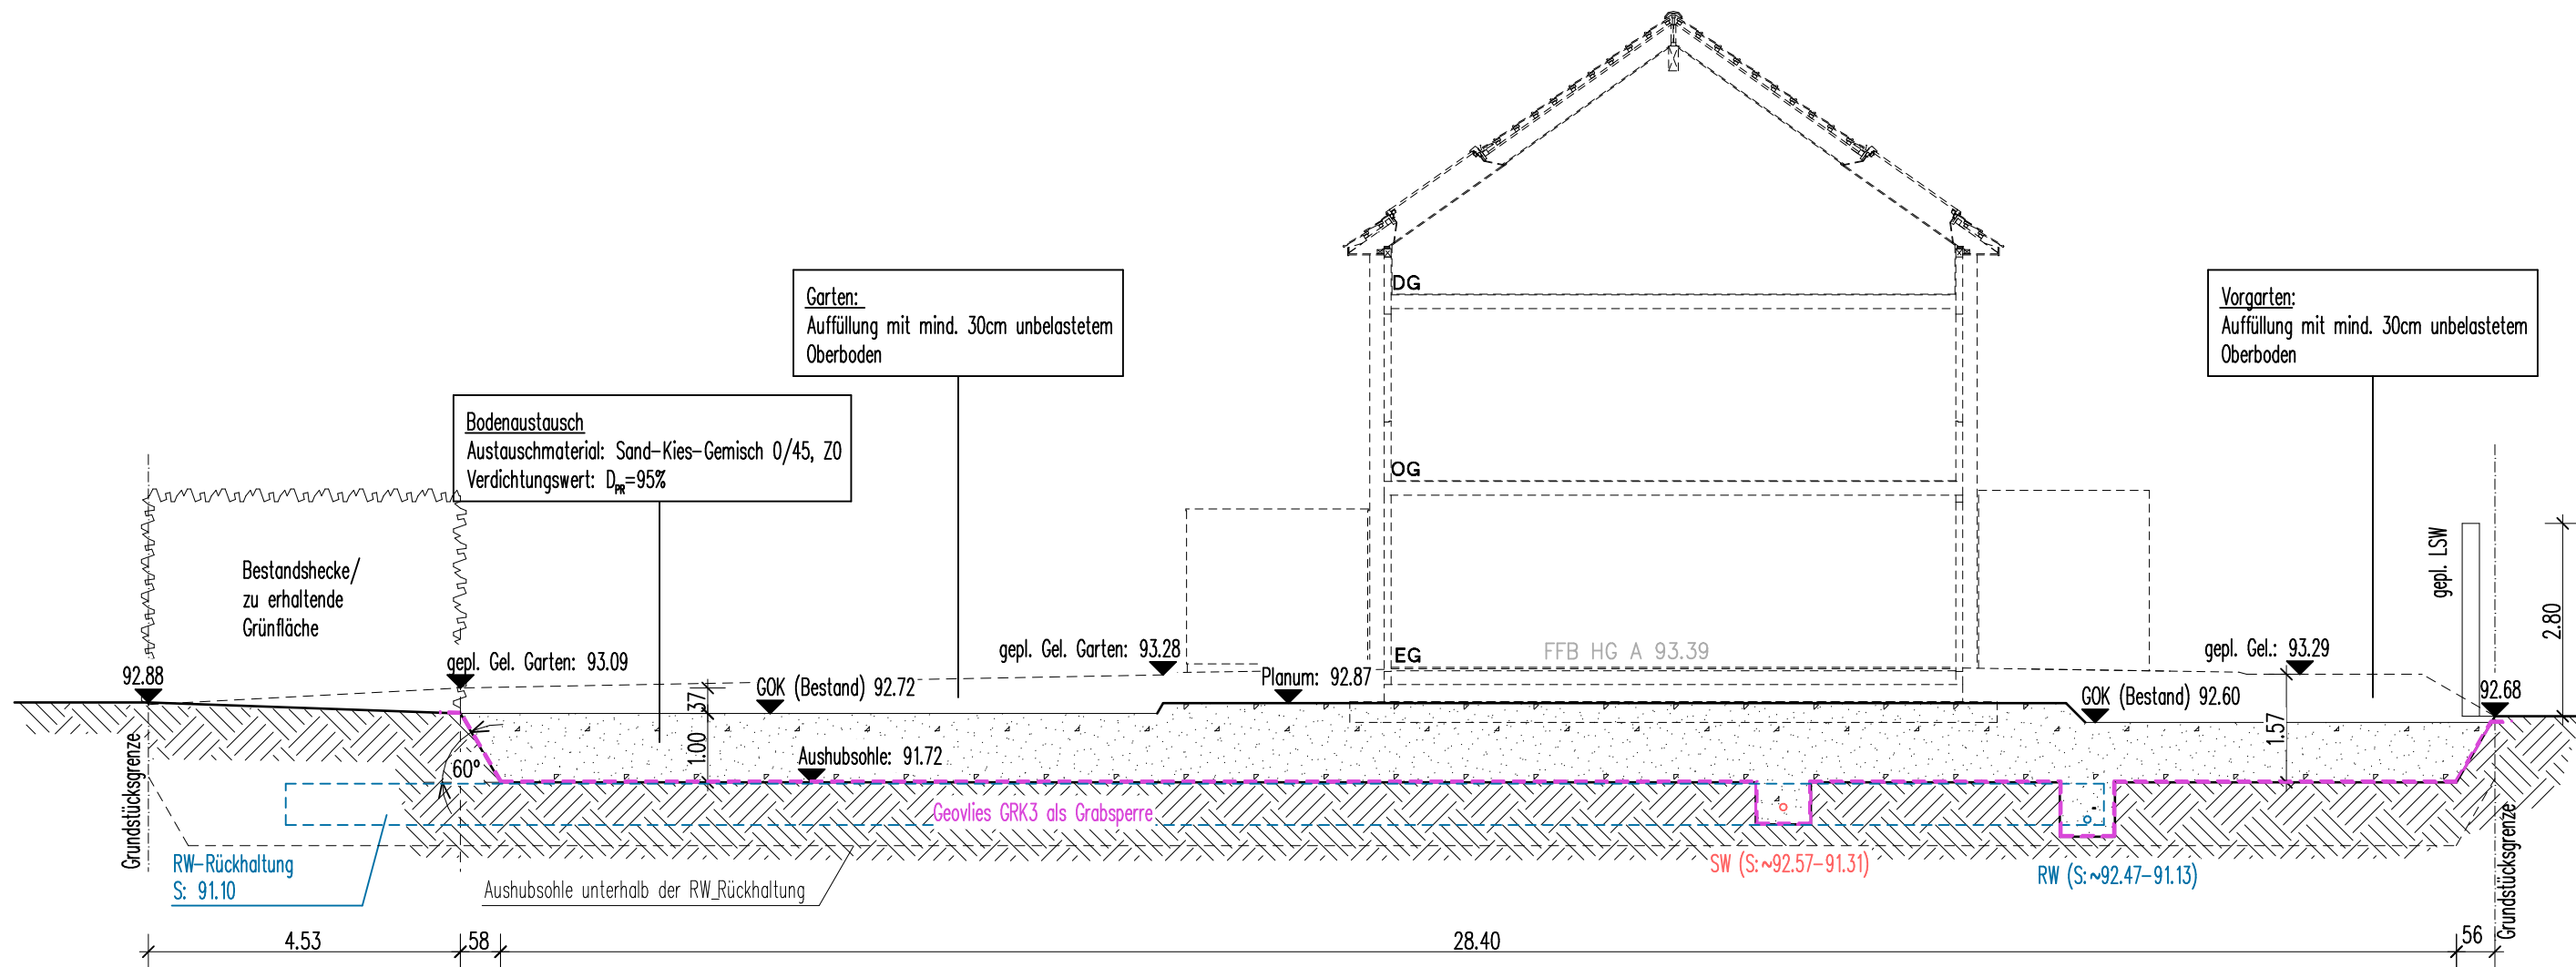 DG
Garten:
Auffüllung mit mind. 30cm unbelastetem
Oberboden
Vorgarten:
Auffüllung mit mind. 30cm unbelastetem
Oberboden
Bodenaustausch
Austauschmaterial: Sand-Kies-Gemisch 0/45, Z0
Verdichtungswert: DPR=95%
OG
Bestandshecke/
zu erhaltende
Grünfläche
gepl. LSW
2.80
EG
FFB HG A 93.39
gepl. Gel. Garten: 93.28
gepl. Gel.: 93.29
gepl. Gel. Garten: 93.09
92.88
Planum: 92.87
GOK (Bestand) 92.72
GOK (Bestand) 92.60
92.68
37
1.00
1.57
Aushubsohle: 91.72
60°
Grundstücksgrenze
Geovlies GRK3 als Grabsperre
RW-Rückhaltung
S: 91.10
Aushubsohle unterhalb der RW_Rückhaltung
SW (S:~92.57-91.31)
RW (S:~92.47-91.13)
Grundstücksgrenze
4.53
58
28.40
56